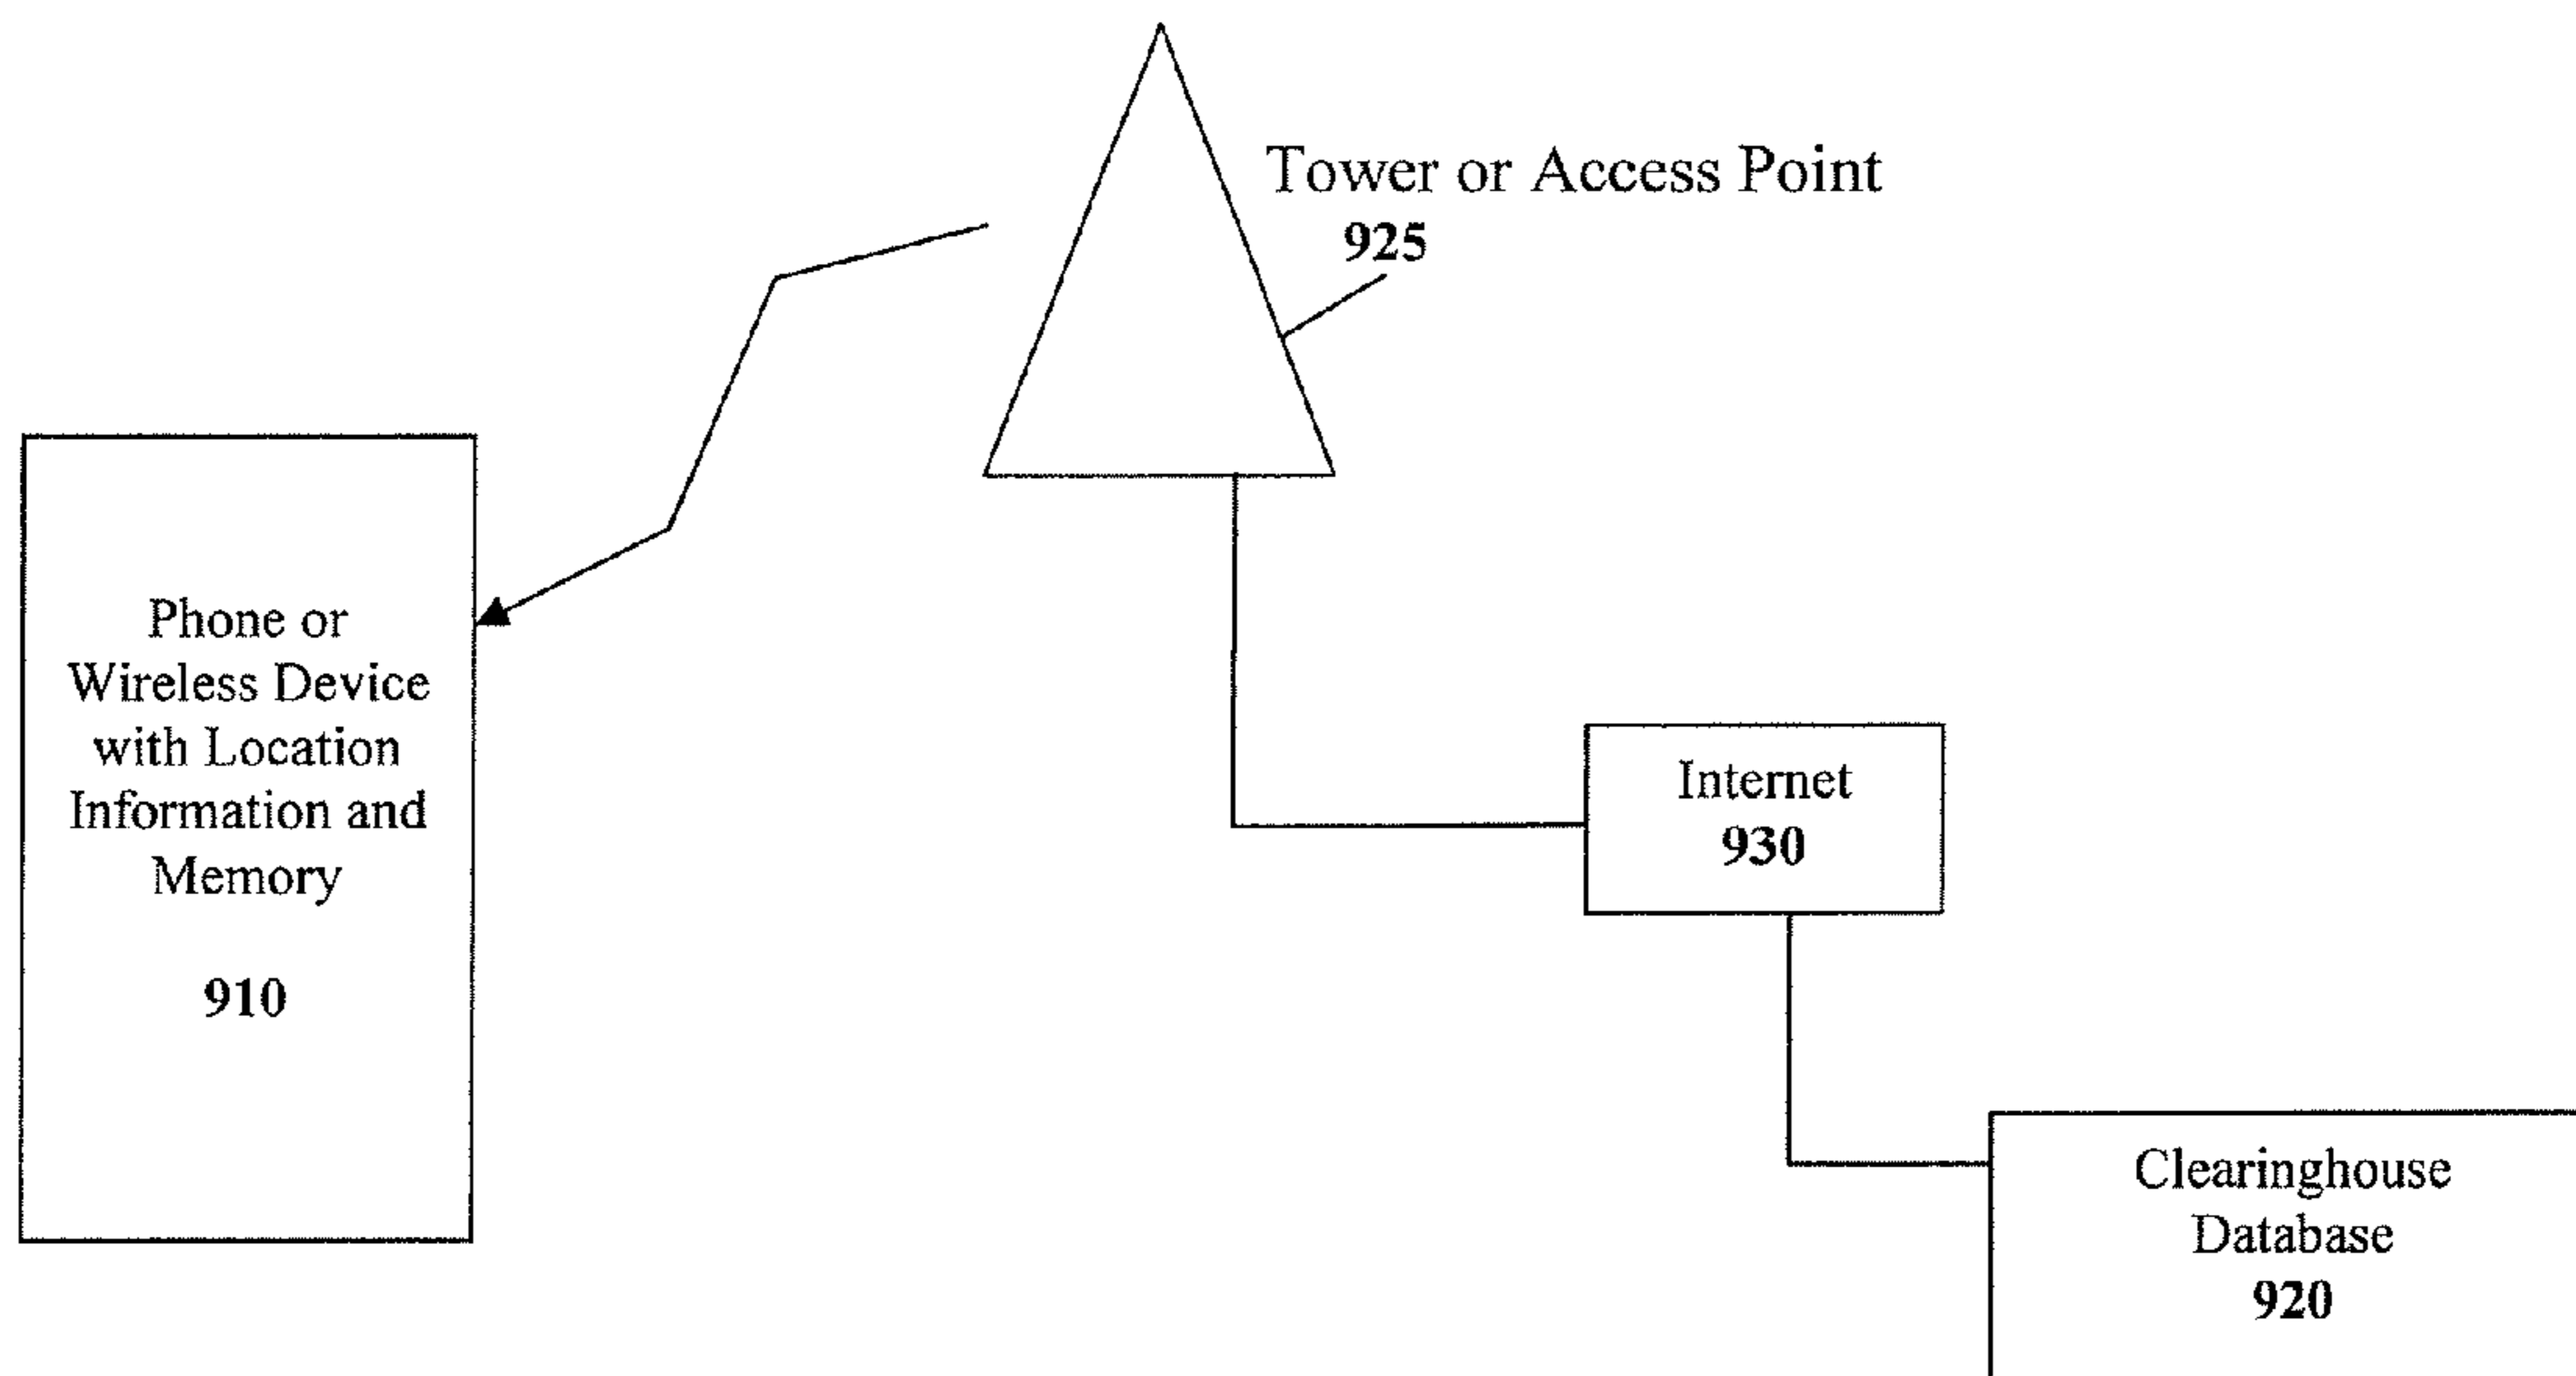 Tower or Access Point
925
Phone or
Wireless Device
with Location
Information and
Memory
910
Internet
930
Clearinghouse
Database
920